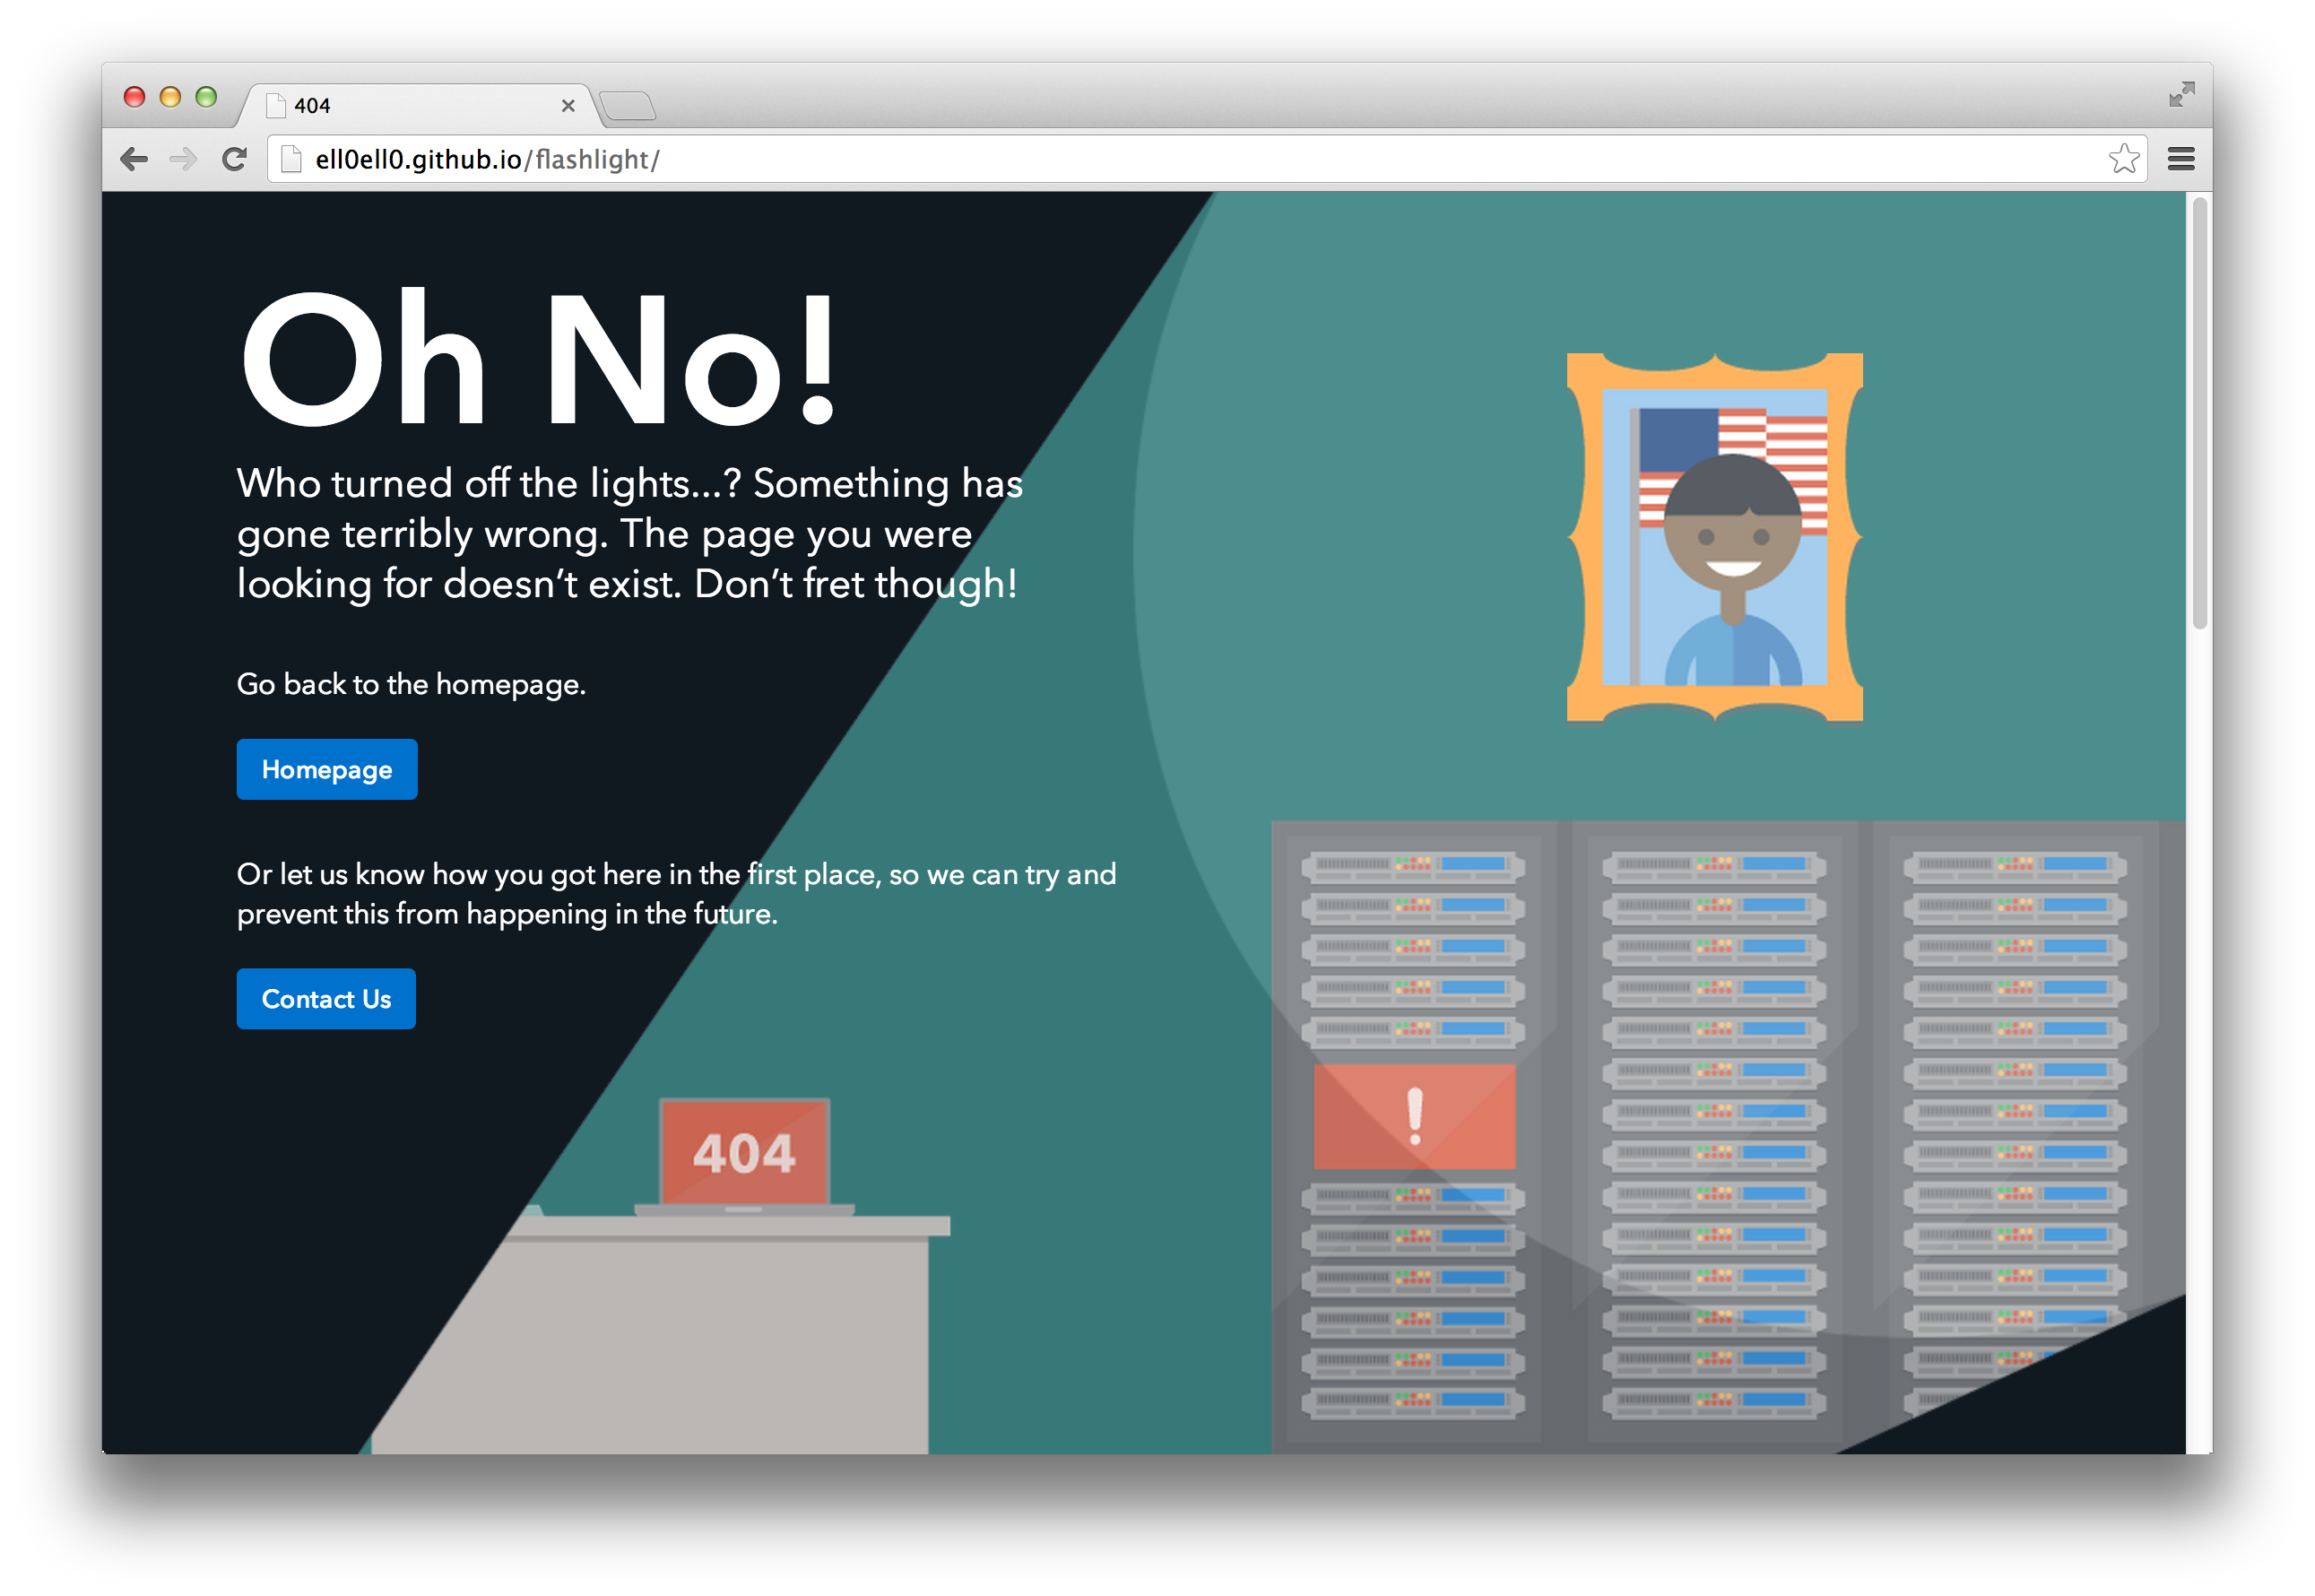 404
ell0ell0.github.io/flashlight/
Oh No!
Who turned off the lights...? Something has
gone terribly wrong. The page you were
looking for doesn’t exist. Don’t fret though!
Go back to the homepage.
Homepage
Or let us know how you got here in the first place, so we can try and
prevent this from happening in the future.
Contact Us
404
!